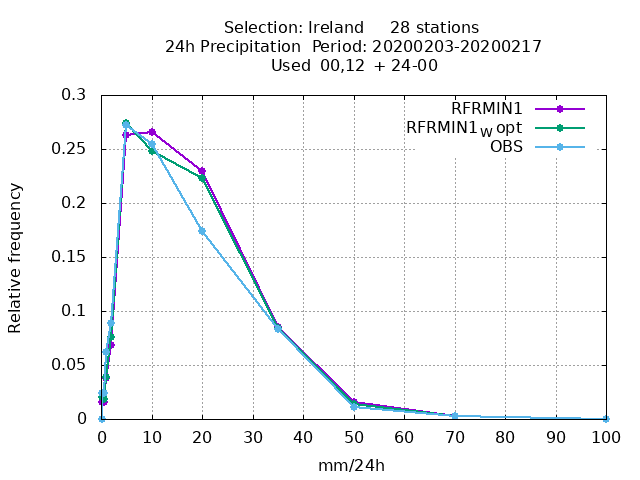 Selection: Ireland 28 stations
24h Precipitation Period: 20200203-20200217
Used 00,12 + 24-00
RFRMIN1
RFRMIN1W opt
OBS
Relative frequency
0.3
0.25
0.2
0.15
0.1
0.05
0
0 10 20 30 40 50 60 70 80 90 100
mm/24h